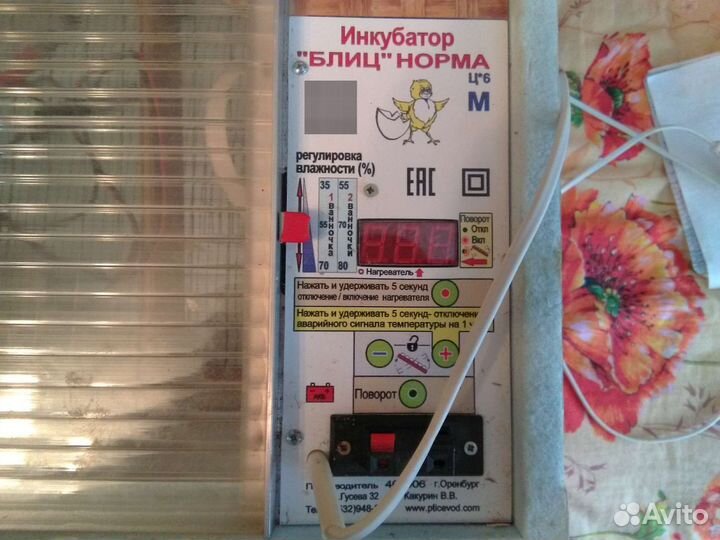 Инкубатор
"БЛИЦ" НОРМА
Ц*6
М
регулировка
влажности (%)
35 55
1 ванночка
2 ванночки
55 70
70 80
EAC
Поворот
Откл
Вкл
Нагреватель
Нажать и удерживать 5 секунд
отключение / включение нагревателя
Нажать и удерживать 5 секунд- отключение
аварийного сигнала температуры на 1
Поворот
г.Оренбург
Гусева 32 Какурин В.В.
www.pticevod.com
Avito